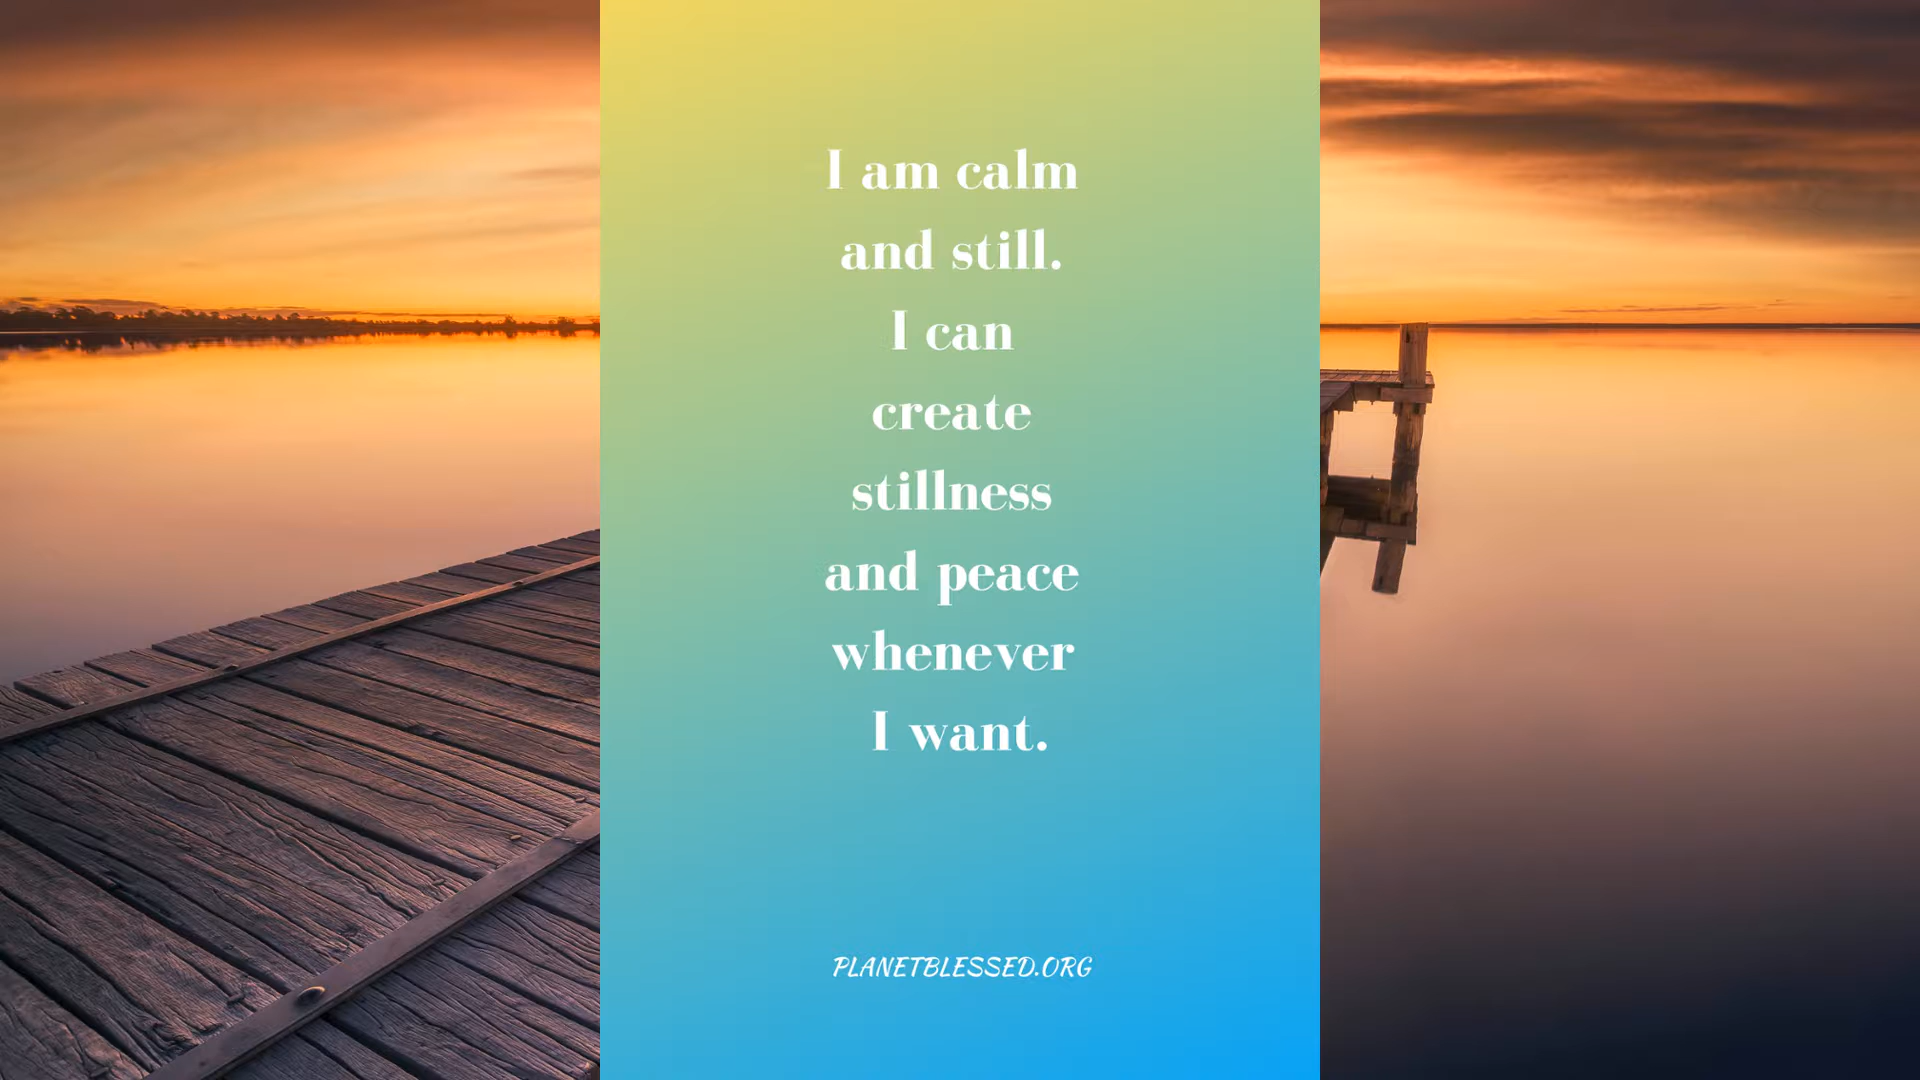 I am calm
and still.
I can
create
stillness
and peace
whenever
I want.
PLANETBLESSED.ORG